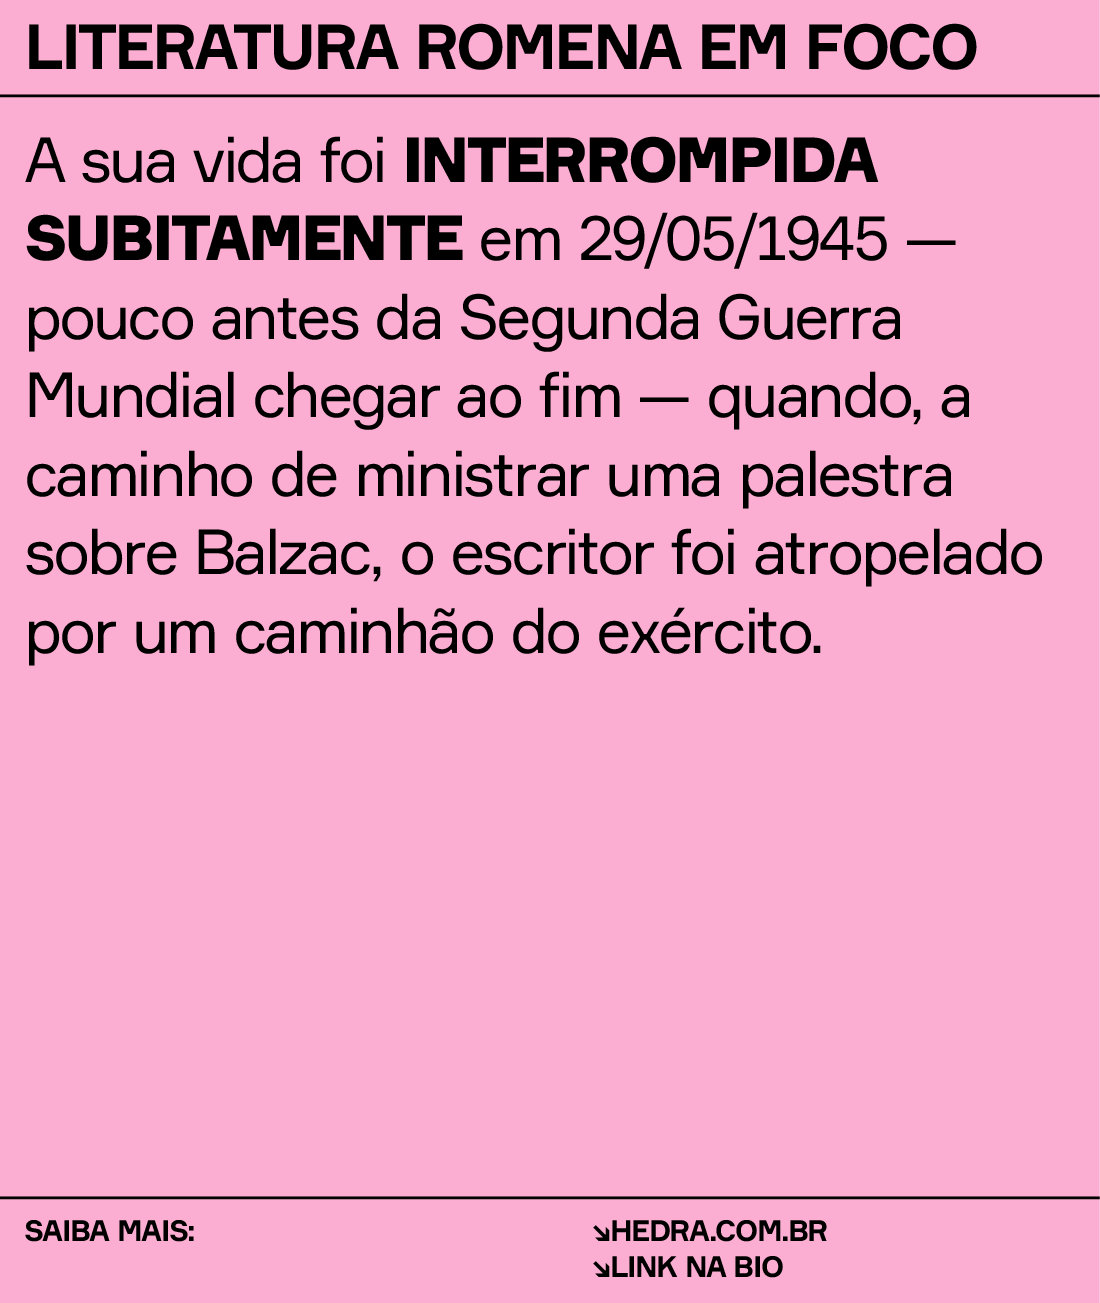 LITERATURA ROMENA EM FOCO
A sua vida foi INTERROMPIDA
SUBITAMENTE em 29/05/1945 —
pouco antes da Segunda Guerra
Mundial chegar ao fim — quando, a
caminho de ministrar uma palestra
sobre Balzac, o escritor foi atropelado
por um caminhão do exército.
SAIBA MAIS:
↘HEDRA.COM.BR
↘LINK NA BIO